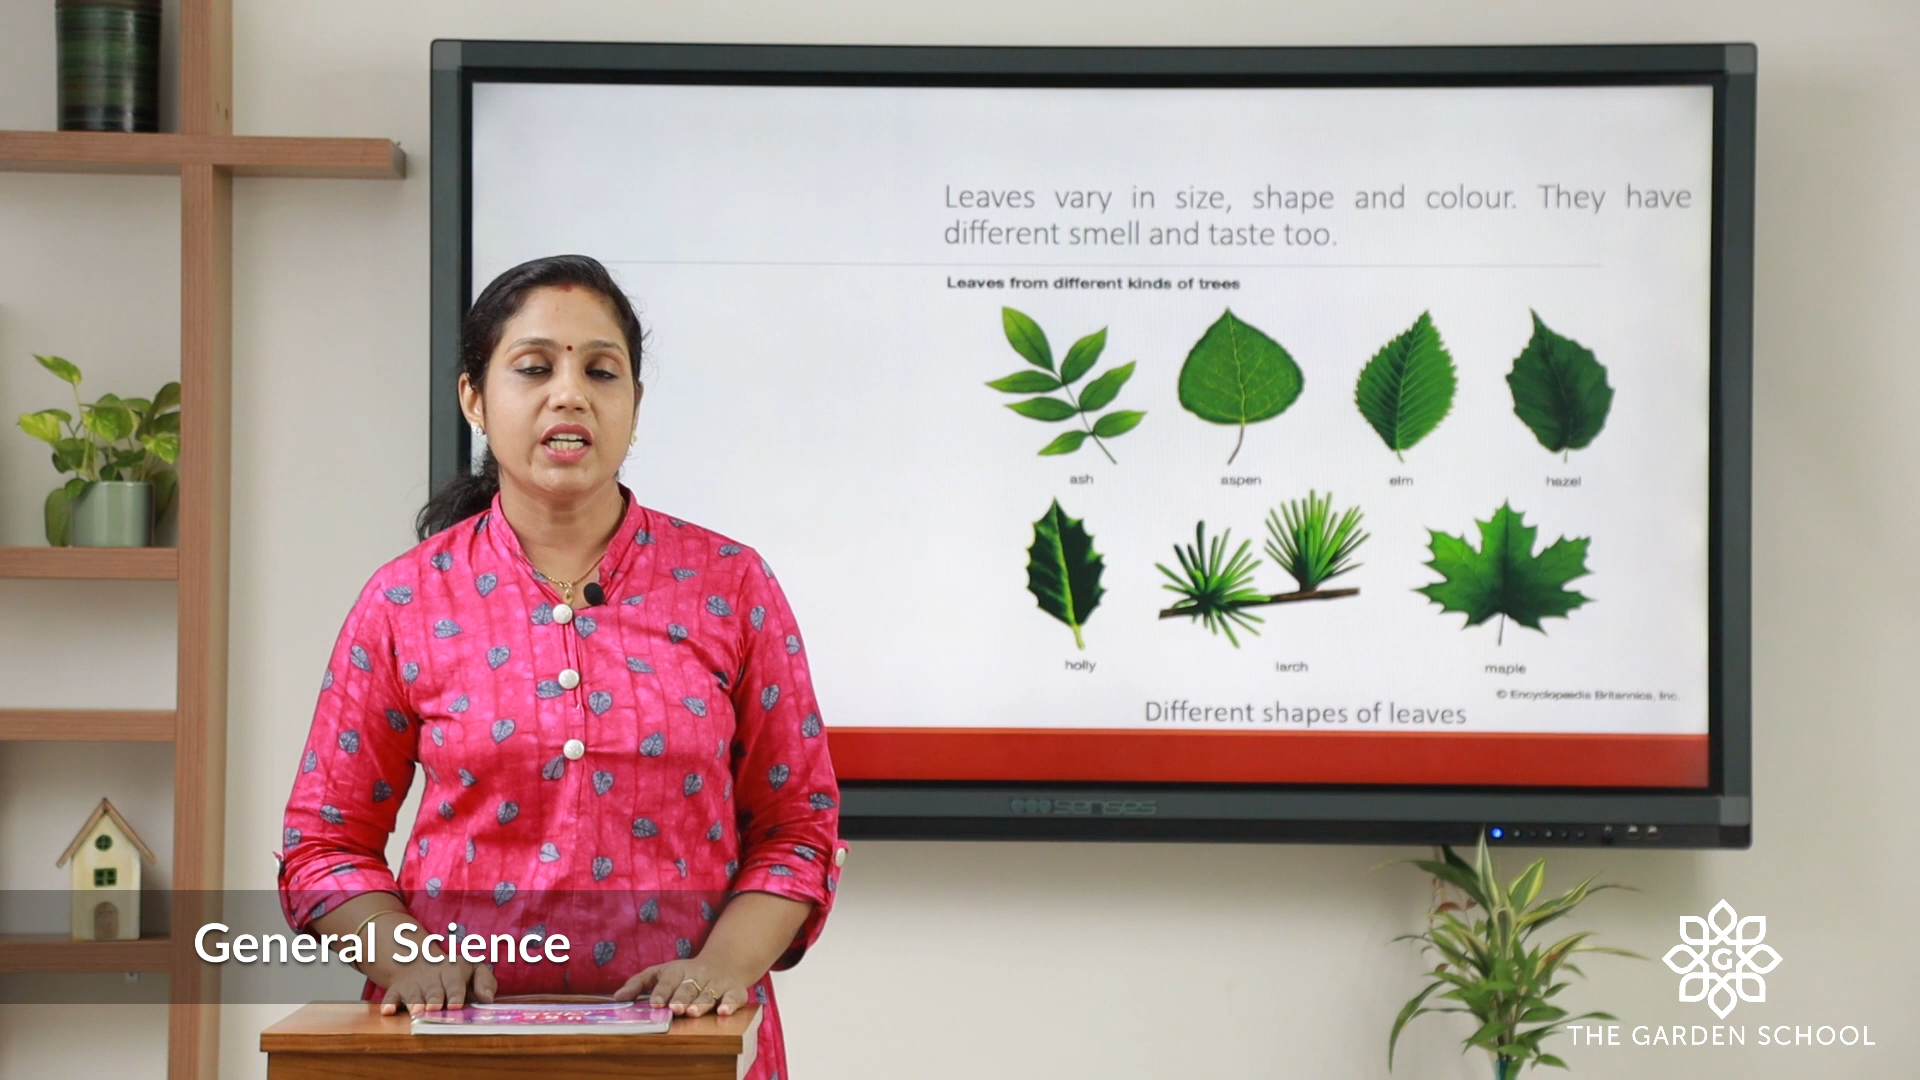 Leaves vary in size, shape and colour. They have
different smell and taste too.
Leaves from different kinds of trees
ash
aspen
elm
hazel
holly
larch
maple
© Encyclopædia Britannica, Inc.
Different shapes of leaves
senses
General Science
G
THE GARDEN SCHOOL